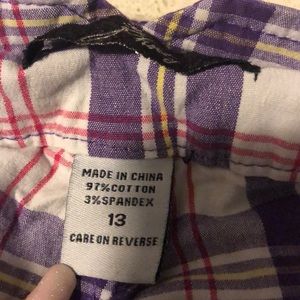 MADE IN CHINA
97% COTTON
3% SPANDEX
13
CARE ON REVERSE